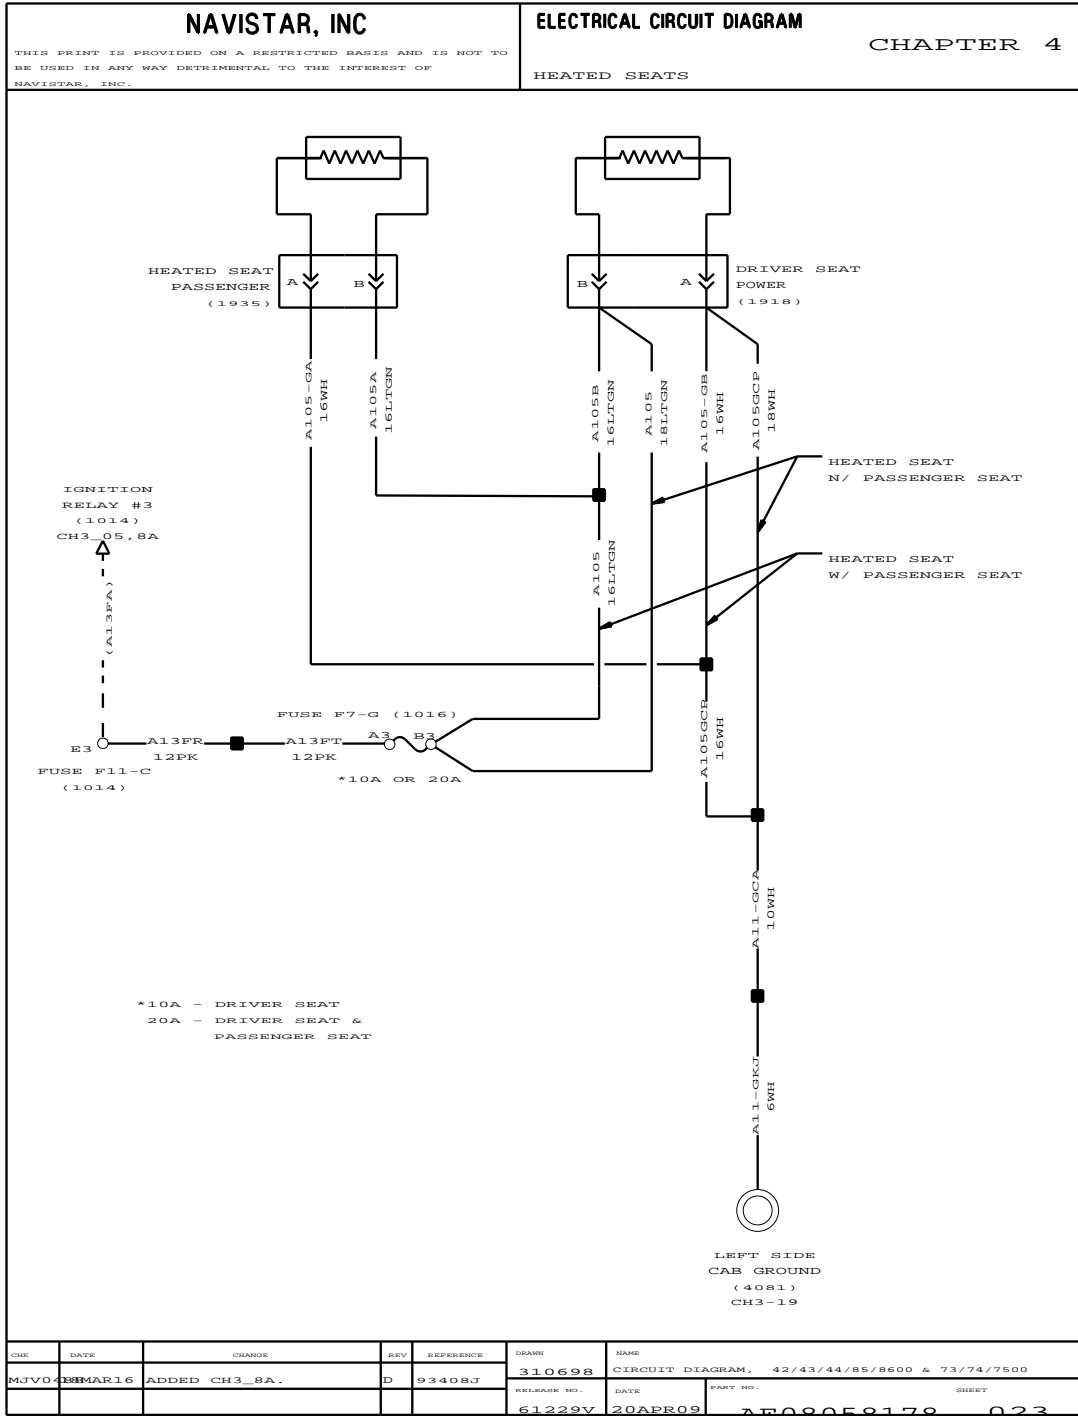 NAVISTAR, INC
THIS PRINT IS PROVIDED ON A RESTRICTED BASIS AND IS NOT TO
BE USED IN ANY WAY DETRIMENTAL TO THE INTEREST OF
NAVISTAR, INC.
ELECTRICAL CIRCUIT DIAGRAM
CHAPTER 4
HEATED SEATS
HEATED SEAT
PASSENGER
(1935)
A
B
B
A
DRIVER SEAT
POWER
(1918)
A105-GA
16WH
A105A
16LTGN
A105B
16LTGN
A105
18LTGN
A105-GB
16WH
A105GCP
18WH
HEATED SEAT
N/ PASSENGER SEAT
IGNITION
RELAY #3
(1014)
CH3_05,8A
(A13FA)
A105
16LTGN
HEATED SEAT
W/ PASSENGER SEAT
A105GCP
16WH
FUSE F7-G (1016)
E3
A13FR
12PK
A13FT
12PK
A3
B3
FUSE F11-C
(1014)
*10A OR 20A
A11-GCA
10WH
*10A - DRIVER SEAT
20A - DRIVER SEAT &
PASSENGER SEAT
A11-GKJ
6WH
LEFT SIDE
CAB GROUND
(4081)
CH3-19
CHK
DATE
CHANGE
REV
REFERENCE
DRAWN
NAME
310698
CIRCUIT DIAGRAM, 42/43/44/85/8600 & 73/74/7500
ADDED CH3_8A.
D
93408J
RELEASE NO.
DATE
PART NO.
SHEET
61229V
20APR09
AE08058178
023